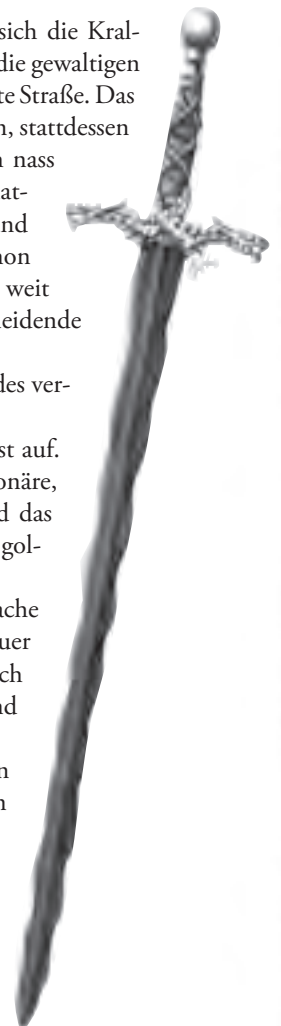 sich die Kral-
die gewaltigen
te Straße. Das
n, stattdessen
n nass
at-
nd
non
weit
eidende
des ver-
st auf.
onäre,
d das
gol-
ache
uer
ch
nd
n
n